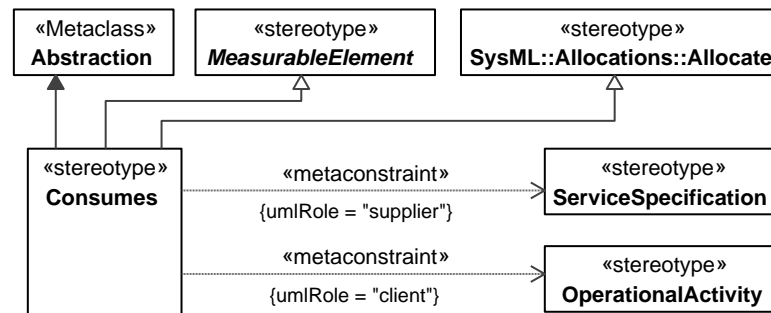 «Metaclass»
Abstraction
«stereotype»
MeasurableElement
«stereotype»
SysML::Allocations::Allocate
«stereotype»
Consumes
«metaconstraint»
{umlRole = "supplier"}
«stereotype»
ServiceSpecification
«metaconstraint»
{umlRole = "client"}
«stereotype»
OperationalActivity